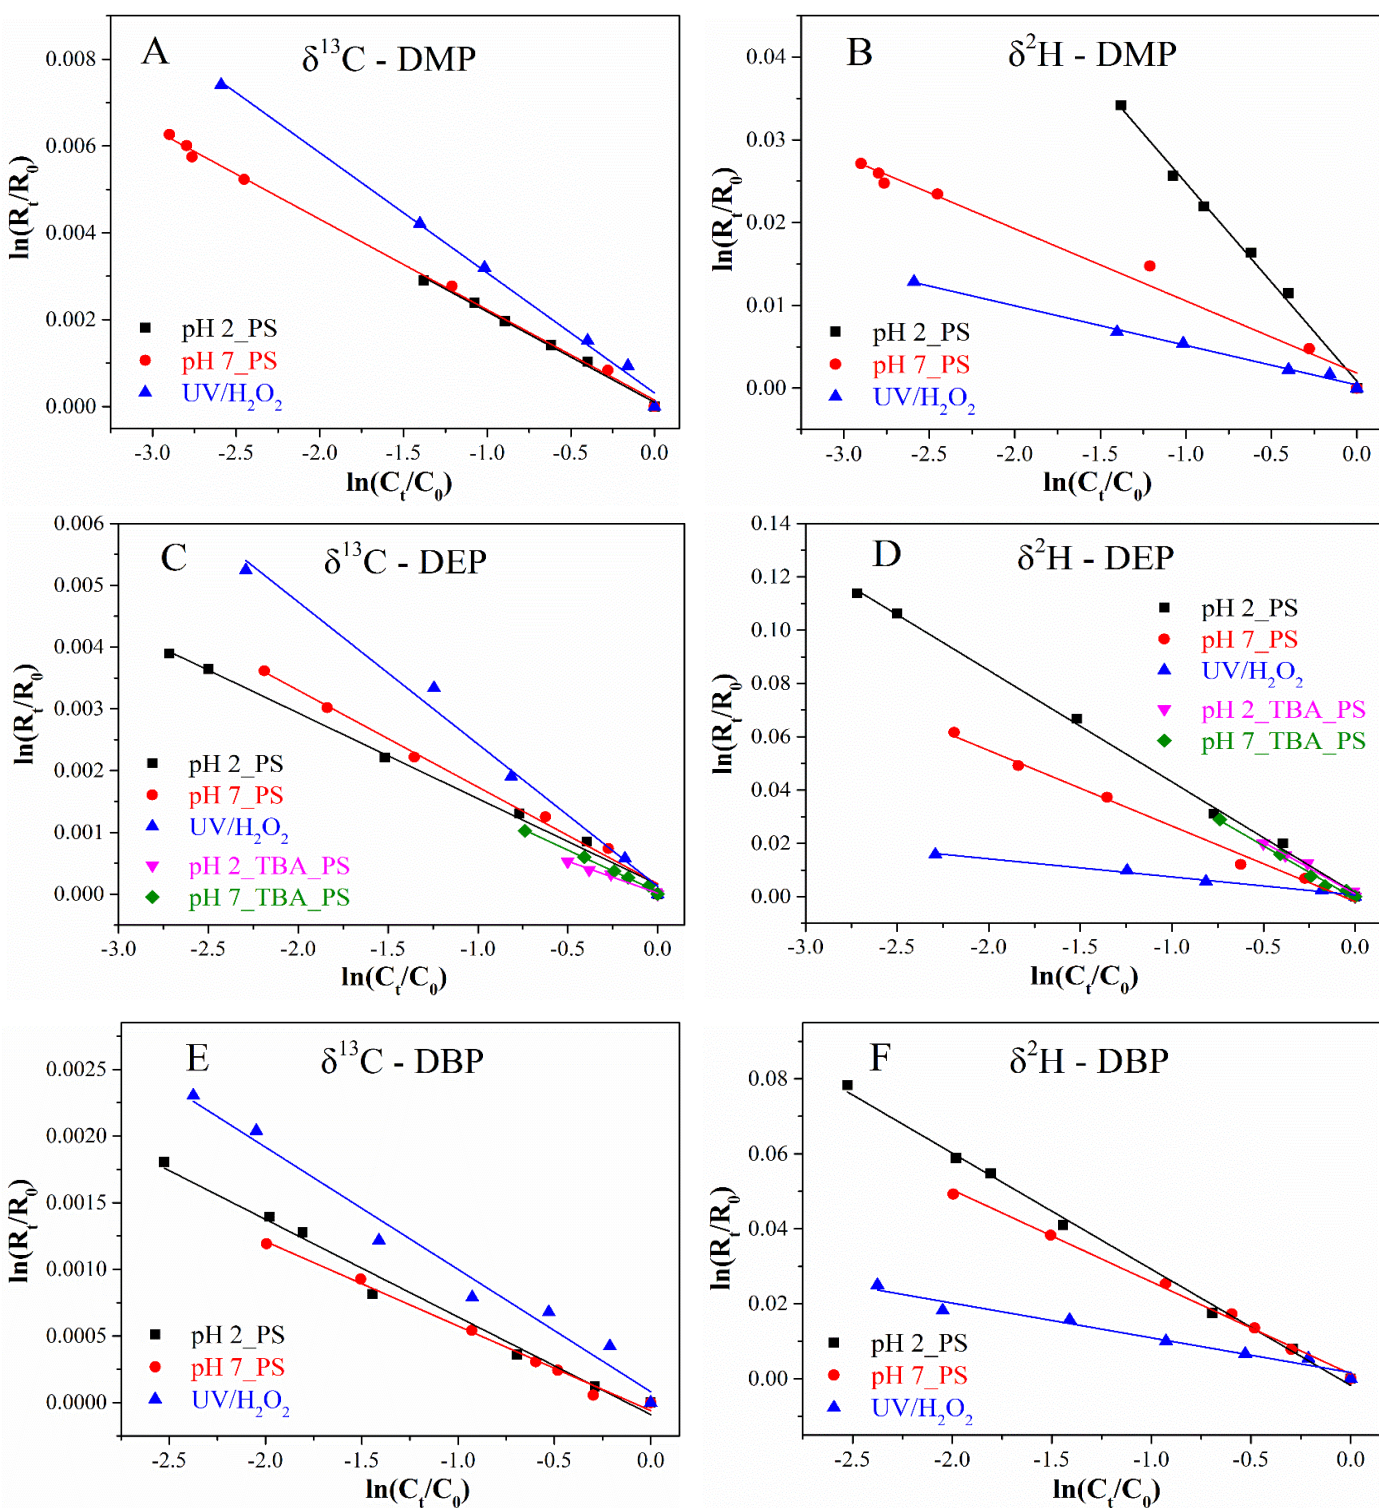 A
δ¹³C - DMP
ln(Rₜ/R₀)
0.008
0.006
0.004
0.002
0.000
pH 2_PS
pH 7_PS
UV/H₂O₂
-3.0 -2.5 -2.0 -1.5 -1.0 -0.5 0.0
ln(Cₜ/C₀)
B
δ²H - DMP
ln(Rₜ/R₀)
0.04
0.03
0.02
0.01
0.00
pH 2_PS
pH 7_PS
UV/H₂O₂
-3.0 -2.5 -2.0 -1.5 -1.0 -0.5 0.0
ln(Cₜ/C₀)
C
δ¹³C - DEP
ln(Rₜ/R₀)
0.006
0.005
0.004
0.003
0.002
0.001
0.000
pH 2_PS
pH 7_PS
UV/H₂O₂
pH 2_TBA_PS
pH 7_TBA_PS
-3.0 -2.5 -2.0 -1.5 -1.0 -0.5 0.0
ln(Cₜ/C₀)
D
δ²H - DEP
ln(Rₜ/R₀)
0.14
0.12
0.10
0.08
0.06
0.04
0.02
0.00
pH 2_PS
pH 7_PS
UV/H₂O₂
pH 2_TBA_PS
pH 7_TBA_PS
-3.0 -2.5 -2.0 -1.5 -1.0 -0.5 0.0
ln(Cₜ/C₀)
E
δ¹³C - DBP
ln(Rₜ/R₀)
0.0025
0.0020
0.0015
0.0010
0.0005
0.0000
pH 2_PS
pH 7_PS
UV/H₂O₂
-2.5 -2.0 -1.5 -1.0 -0.5 0.0
ln(Cₜ/C₀)
F
δ²H - DBP
ln(Rₜ/R₀)
0.08
0.06
0.04
0.02
0.00
pH 2_PS
pH 7_PS
UV/H₂O₂
-2.5 -2.0 -1.5 -1.0 -0.5 0.0
ln(Cₜ/C₀)